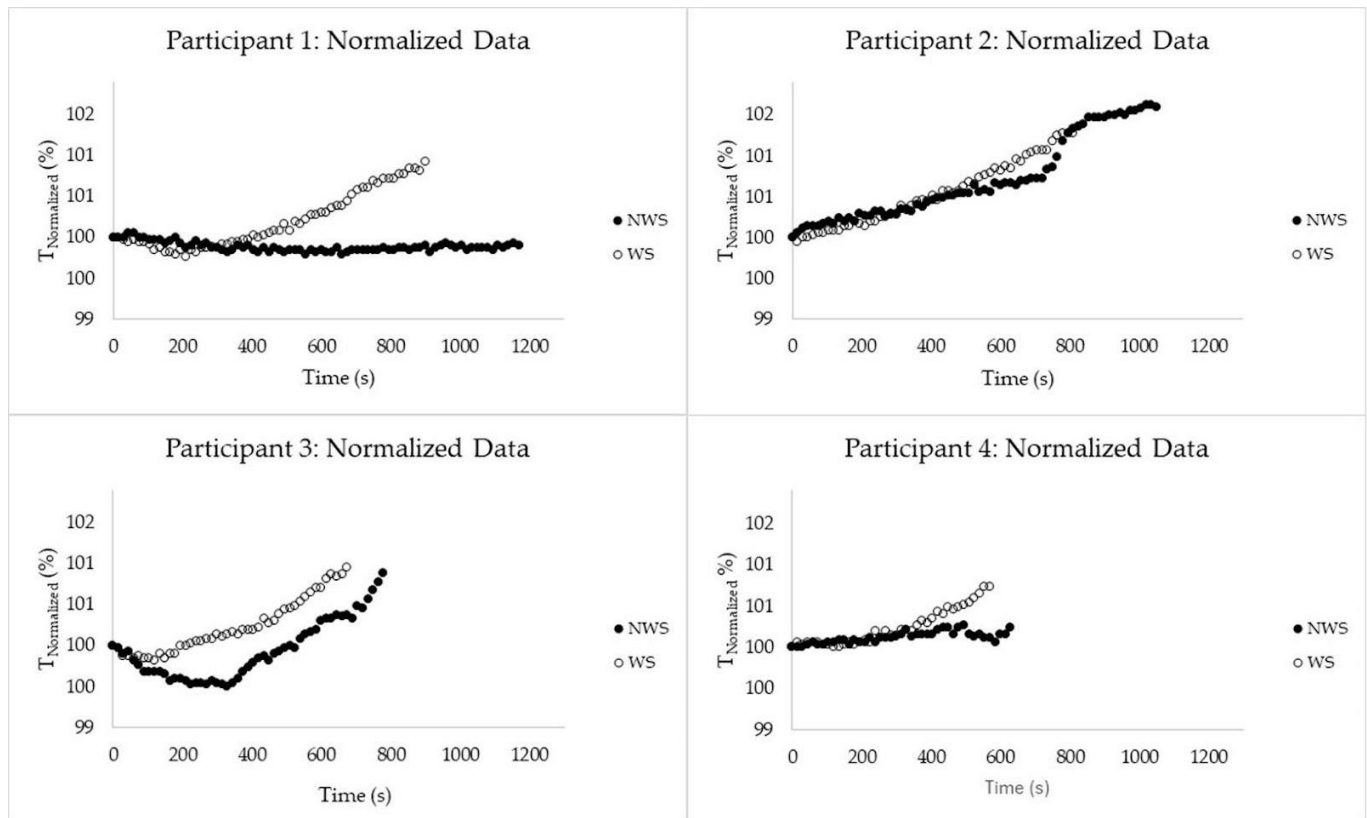 Participant 1: Normalized Data
T Normalized (%)
102
101
101
100
100
99
0 200 400 600 800 1000 1200
Time (s)
NWS
WS
Participant 2: Normalized Data
T Normalized (%)
102
101
101
100
100
99
0 200 400 600 800 1000 1200
Time (s)
NWS
WS
Participant 3: Normalized Data
T Normalized (%)
102
101
101
100
100
99
0 200 400 600 800 1000 1200
Time (s)
NWS
WS
Participant 4: Normalized Data
T Normalized %)
102
101
101
100
100
99
0 200 400 600 800 1000 1200
Time (s)
NWS
WS